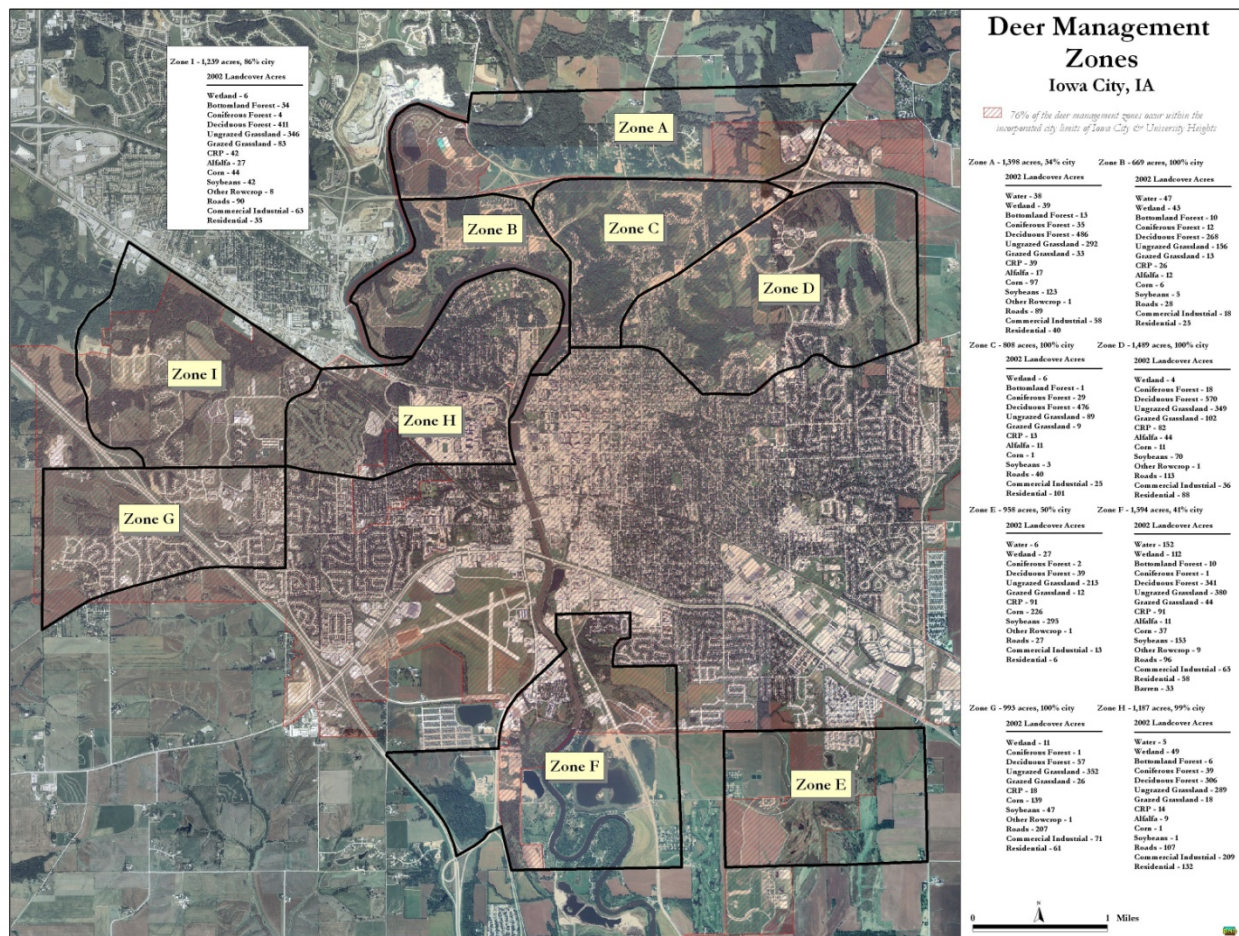 Deer Management
Zones
Iowa City, IA
76% of the deer management zones occur within the
incorporated city limits of Iowa City & University Heights
Zone I - 1,239 acres, 86% city
2002 Landcover Acres
Wetland - 6
Bottomland Forest - 34
Coniferous Forest - 4
Deciduous Forest - 411
Ungrazed Grassland - 346
Grazed Grassland - 83
CRP - 42
Alfalfa - 27
Corn - 44
Soybeans - 42
Other Rowcrop - 8
Roads - 90
Commercial Industrial - 63
Residential - 35
Zone A
Zone B
Zone C
Zone D
Zone I
Zone H
Zone G
Zone F
Zone E
Zone A - 1,398 acres, 34% city
2002 Landcover Acres
Water - 38
Wetland - 39
Bottomland Forest - 13
Coniferous Forest - 35
Deciduous Forest - 486
Ungrazed Grassland - 292
Grazed Grassland - 33
CRP - 39
Alfalfa - 17
Corn - 97
Soybeans - 123
Other Rowcrop - 1
Roads - 89
Commercial Industrial - 58
Residential - 40
Zone B - 669 acres, 100% city
2002 Landcover Acres
Water - 47
Wetland - 43
Bottomland Forest - 10
Coniferous Forest - 12
Deciduous Forest - 268
Ungrazed Grassland - 156
Grazed Grassland - 13
CRP - 26
Alfalfa - 12
Corn - 6
Soybeans - 5
Roads - 28
Commercial Industrial - 18
Residential - 25
Zone C - 808 acres, 100% city
2002 Landcover Acres
Wetland - 6
Bottomland Forest - 1
Coniferous Forest - 29
Deciduous Forest - 476
Ungrazed Grassland - 89
Grazed Grassland - 9
CRP - 13
Alfalfa - 11
Corn - 1
Soybeans - 3
Roads - 40
Commercial Industrial - 25
Residential - 101
Zone D - 1,489 acres, 100% city
2002 Landcover Acres
Wetland - 4
Coniferous Forest - 18
Deciduous Forest - 570
Ungrazed Grassland - 349
Grazed Grassland - 102
CRP - 82
Alfalfa - 44
Corn - 11
Soybeans - 70
Other Rowcrop - 1
Roads - 113
Commercial Industrial - 36
Residential - 88
Zone E - 958 acres, 50% city
2002 Landcover Acres
Water - 6
Wetland - 27
Coniferous Forest - 2
Deciduous Forest - 39
Ungrazed Grassland - 213
Grazed Grassland - 12
CRP - 91
Corn - 226
Soybeans - 295
Other Rowcrop - 1
Roads - 27
Commercial Industrial - 13
Residential - 6
Zone F - 1,594 acres, 41% city
2002 Landcover Acres
Water - 152
Wetland - 112
Bottomland Forest - 10
Coniferous Forest - 1
Deciduous Forest - 341
Ungrazed Grassland - 380
Grazed Grassland - 44
CRP - 91
Alfalfa - 11
Corn - 37
Soybeans - 153
Other Rowcrop - 9
Roads - 96
Commercial Industrial - 65
Residential - 58
Barren - 33
Zone G - 993 acres, 100% city
2002 Landcover Acres
Wetland - 11
Coniferous Forest - 1
Deciduous Forest - 57
Ungrazed Grassland - 352
Grazed Grassland - 26
CRP - 18
Corn - 139
Soybeans - 47
Other Rowcrop - 1
Roads - 207
Commercial Industrial - 71
Residential - 61
Zone H - 1,187 acres, 99% city
2002 Landcover Acres
Water - 5
Wetland - 49
Bottomland Forest - 6
Coniferous Forest - 39
Deciduous Forest - 306
Ungrazed Grassland - 289
Grazed Grassland - 18
CRP - 14
Alfalfa - 9
Corn - 1
Soybeans - 1
Roads - 107
Commercial Industrial - 209
Residential - 132
N
0 1 Miles